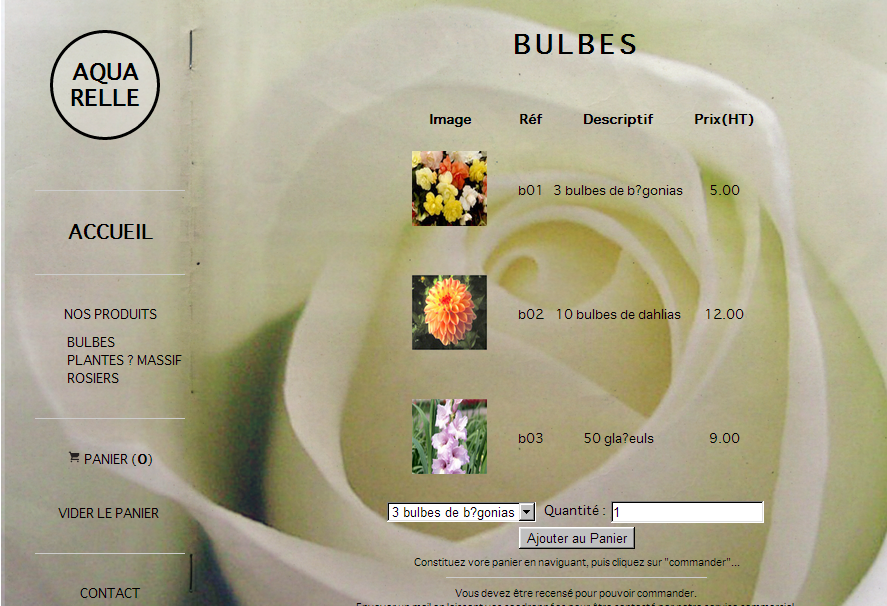 AQUA
RELLE
ACCUEIL
NOS PRODUITS
BULBES
PLANTES ? MASSIF
ROSIERS
PANIER (0)
VIDER LE PANIER
CONTACT
BULBES
Image Réf Descriptif Prix(HT)
b01 3 bulbes de b?gonias 5.00
b02 10 bulbes de dahlias 12.00
b03 50 gla?euls 9.00
3 bulbes de b?gonias Quantité : 1
Ajouter au Panier
Constituez vore panier en naviguant, puis cliquez sur "commander"...
Vous devez être recensé pour pouvoir commander.